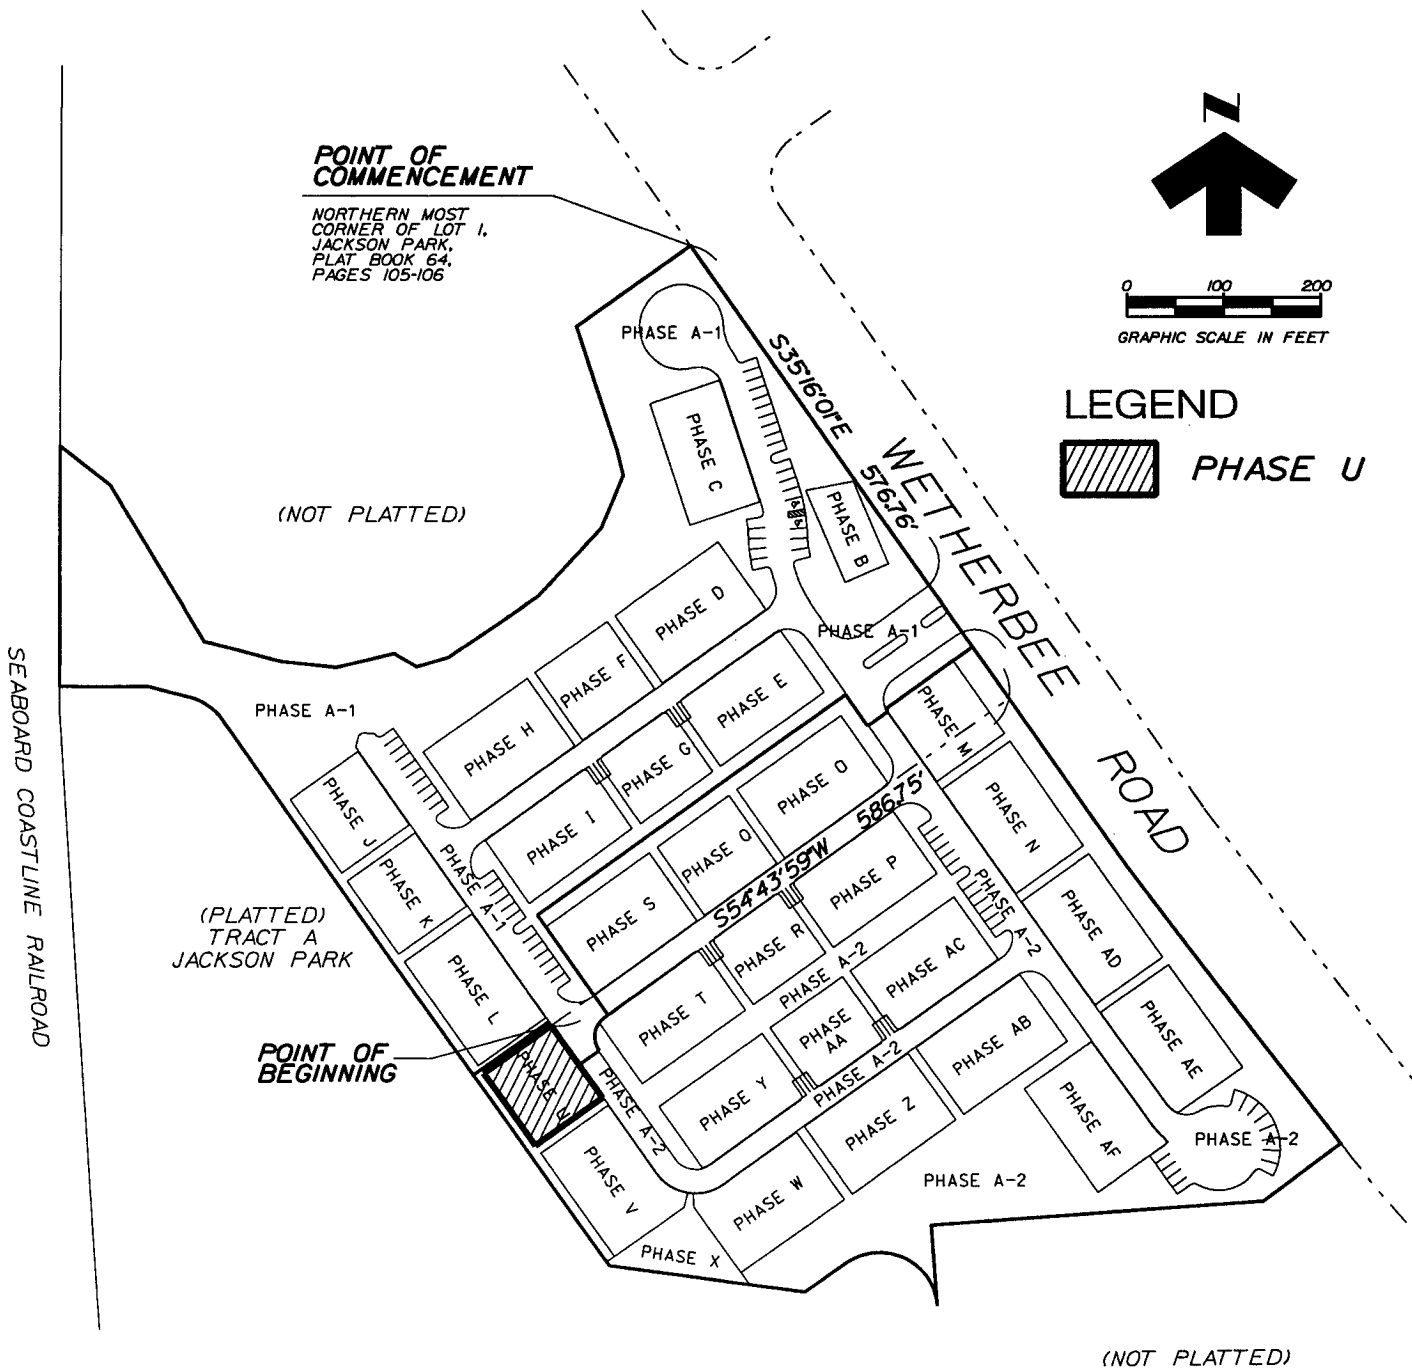 POINT OF
COMMENCEMENT
NORTHERN MOST
CORNER OF LOT 1,
JACKSON PARK,
PLAT BOOK 64,
PAGES 105-106
N
0 100 200
GRAPHIC SCALE IN FEET
LEGEND
PHASE U
PHASE A-1
S35°16'01"E 576.76'
WETHERBEE ROAD
PHASE C
PHASE B
(NOT PLATTED)
PHASE D
PHASE A-1
PHASE F
PHASE E
PHASE M
PHASE A-1
PHASE H
PHASE G
PHASE O
PHASE N
PHASE J
PHASE I
PHASE O
S54°43'59"W 586.75'
PHASE P
PHASE K
PHASE A-1
PHASE S
PHASE A-2
PHASE AD
SEABOARD COASTLINE RAILROAD
(PLATTED)
TRACT A
JACKSON PARK
PHASE L
PHASE R
PHASE A-2
PHASE AC
PHASE T
PHASE
AA
PHASE AB
PHASE AE
POINT OF
BEGINNING
PHASE U
PHASE A-2
PHASE Y
PHASE A-2
PHASE Z
PHASE AF
PHASE A-2
PHASE V
PHASE W
PHASE A-2
PHASE X
(NOT PLATTED)